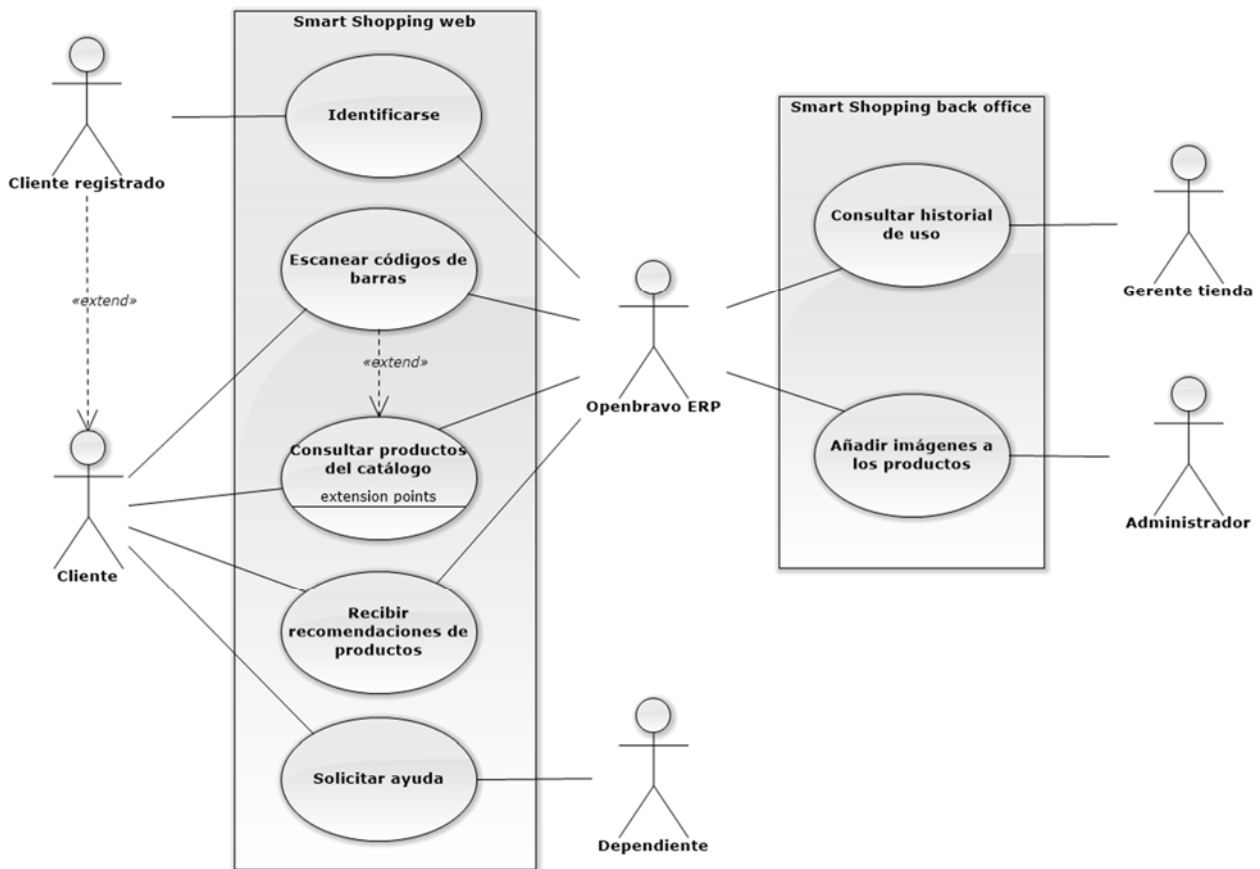 Smart Shopping web
Identificarse
Cliente registrado
Smart Shopping back office
Consultar historial
de uso
Gerente tienda
Escanear códigos de
barras
«extend»
«extend»
Openbravo ERP
Consultar productos
del catálogo
extension points
Añadir imágenes a
los productos
Administrador
Cliente
Recibir
recomendaciones de
productos
Solicitar ayuda
Dependiente